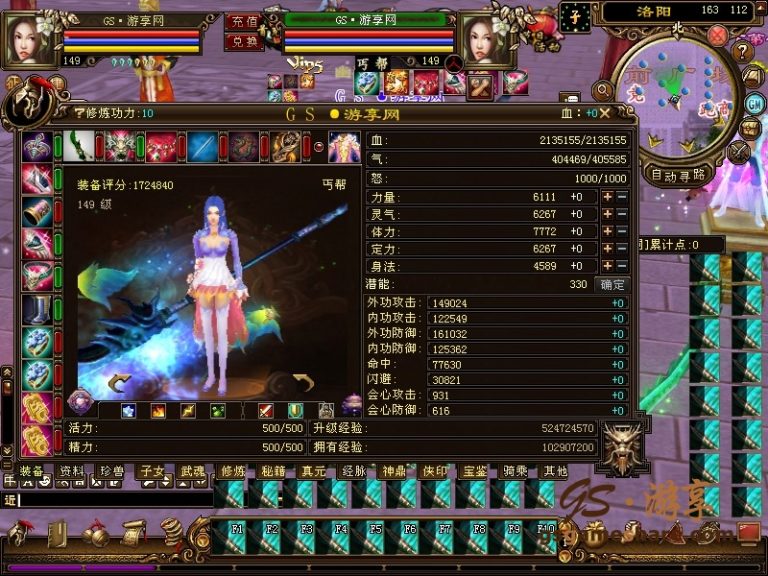 GS·游享网
149
充值
兑换
GS·游享网
149
丐帮
洛阳 163 112
北
GM
自动寻路
修炼功力:10
GS●游享网
血: +0
装备评分:1724840
丐帮
149 级
血: 2135155/2135155
气: 404469/405585
怒: 1000/1000
力量: 6111 +0
灵气: 6267 +0
体力: 7772 +0
定力: 6267 +0
身法: 4589 +0
潜能: 330 确定
外功攻击: 149024 +0
内功攻击: 122549 +0
外功防御: 161032 +0
内功防御: 125362 +0
命中: 77630 +0
闪避: 30821 +0
会心攻击: 931 +0
会心防御: 616 +0
活力: 500/500
升级经验: 524724570
精力: 500/500
拥有经验: 102907200
累计点:0
装备 资料 珍兽 子女 武魂 修炼 秘籍 真元 经脉 神鼎 侠印 宝鉴 骑乘 其他
近
F1 F2 F3 F4 F5 F6 F7 F8 F9 F10
GS·游享